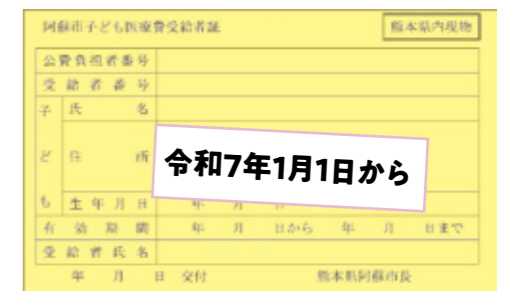 阿蘇市子ども医療費受給者証
熊本県内現物
公費負担者番号
受給者番号
子ども
氏名
住所
令和7年1月1日から
生年月日 年 月 日
有効期間 年 月 日から 年 月 日まで
受給者氏名
年 月 日 交付 熊本県阿蘇市長